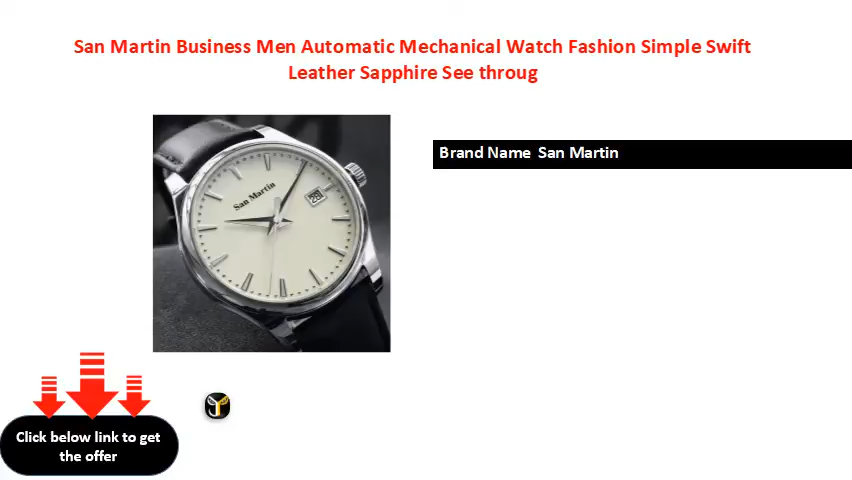 San Martin Business Men Automatic Mechanical Watch Fashion Simple Swift
Leather Sapphire See throug
San Martin
28
Brand Name San Martin
Click below link to get
the offer